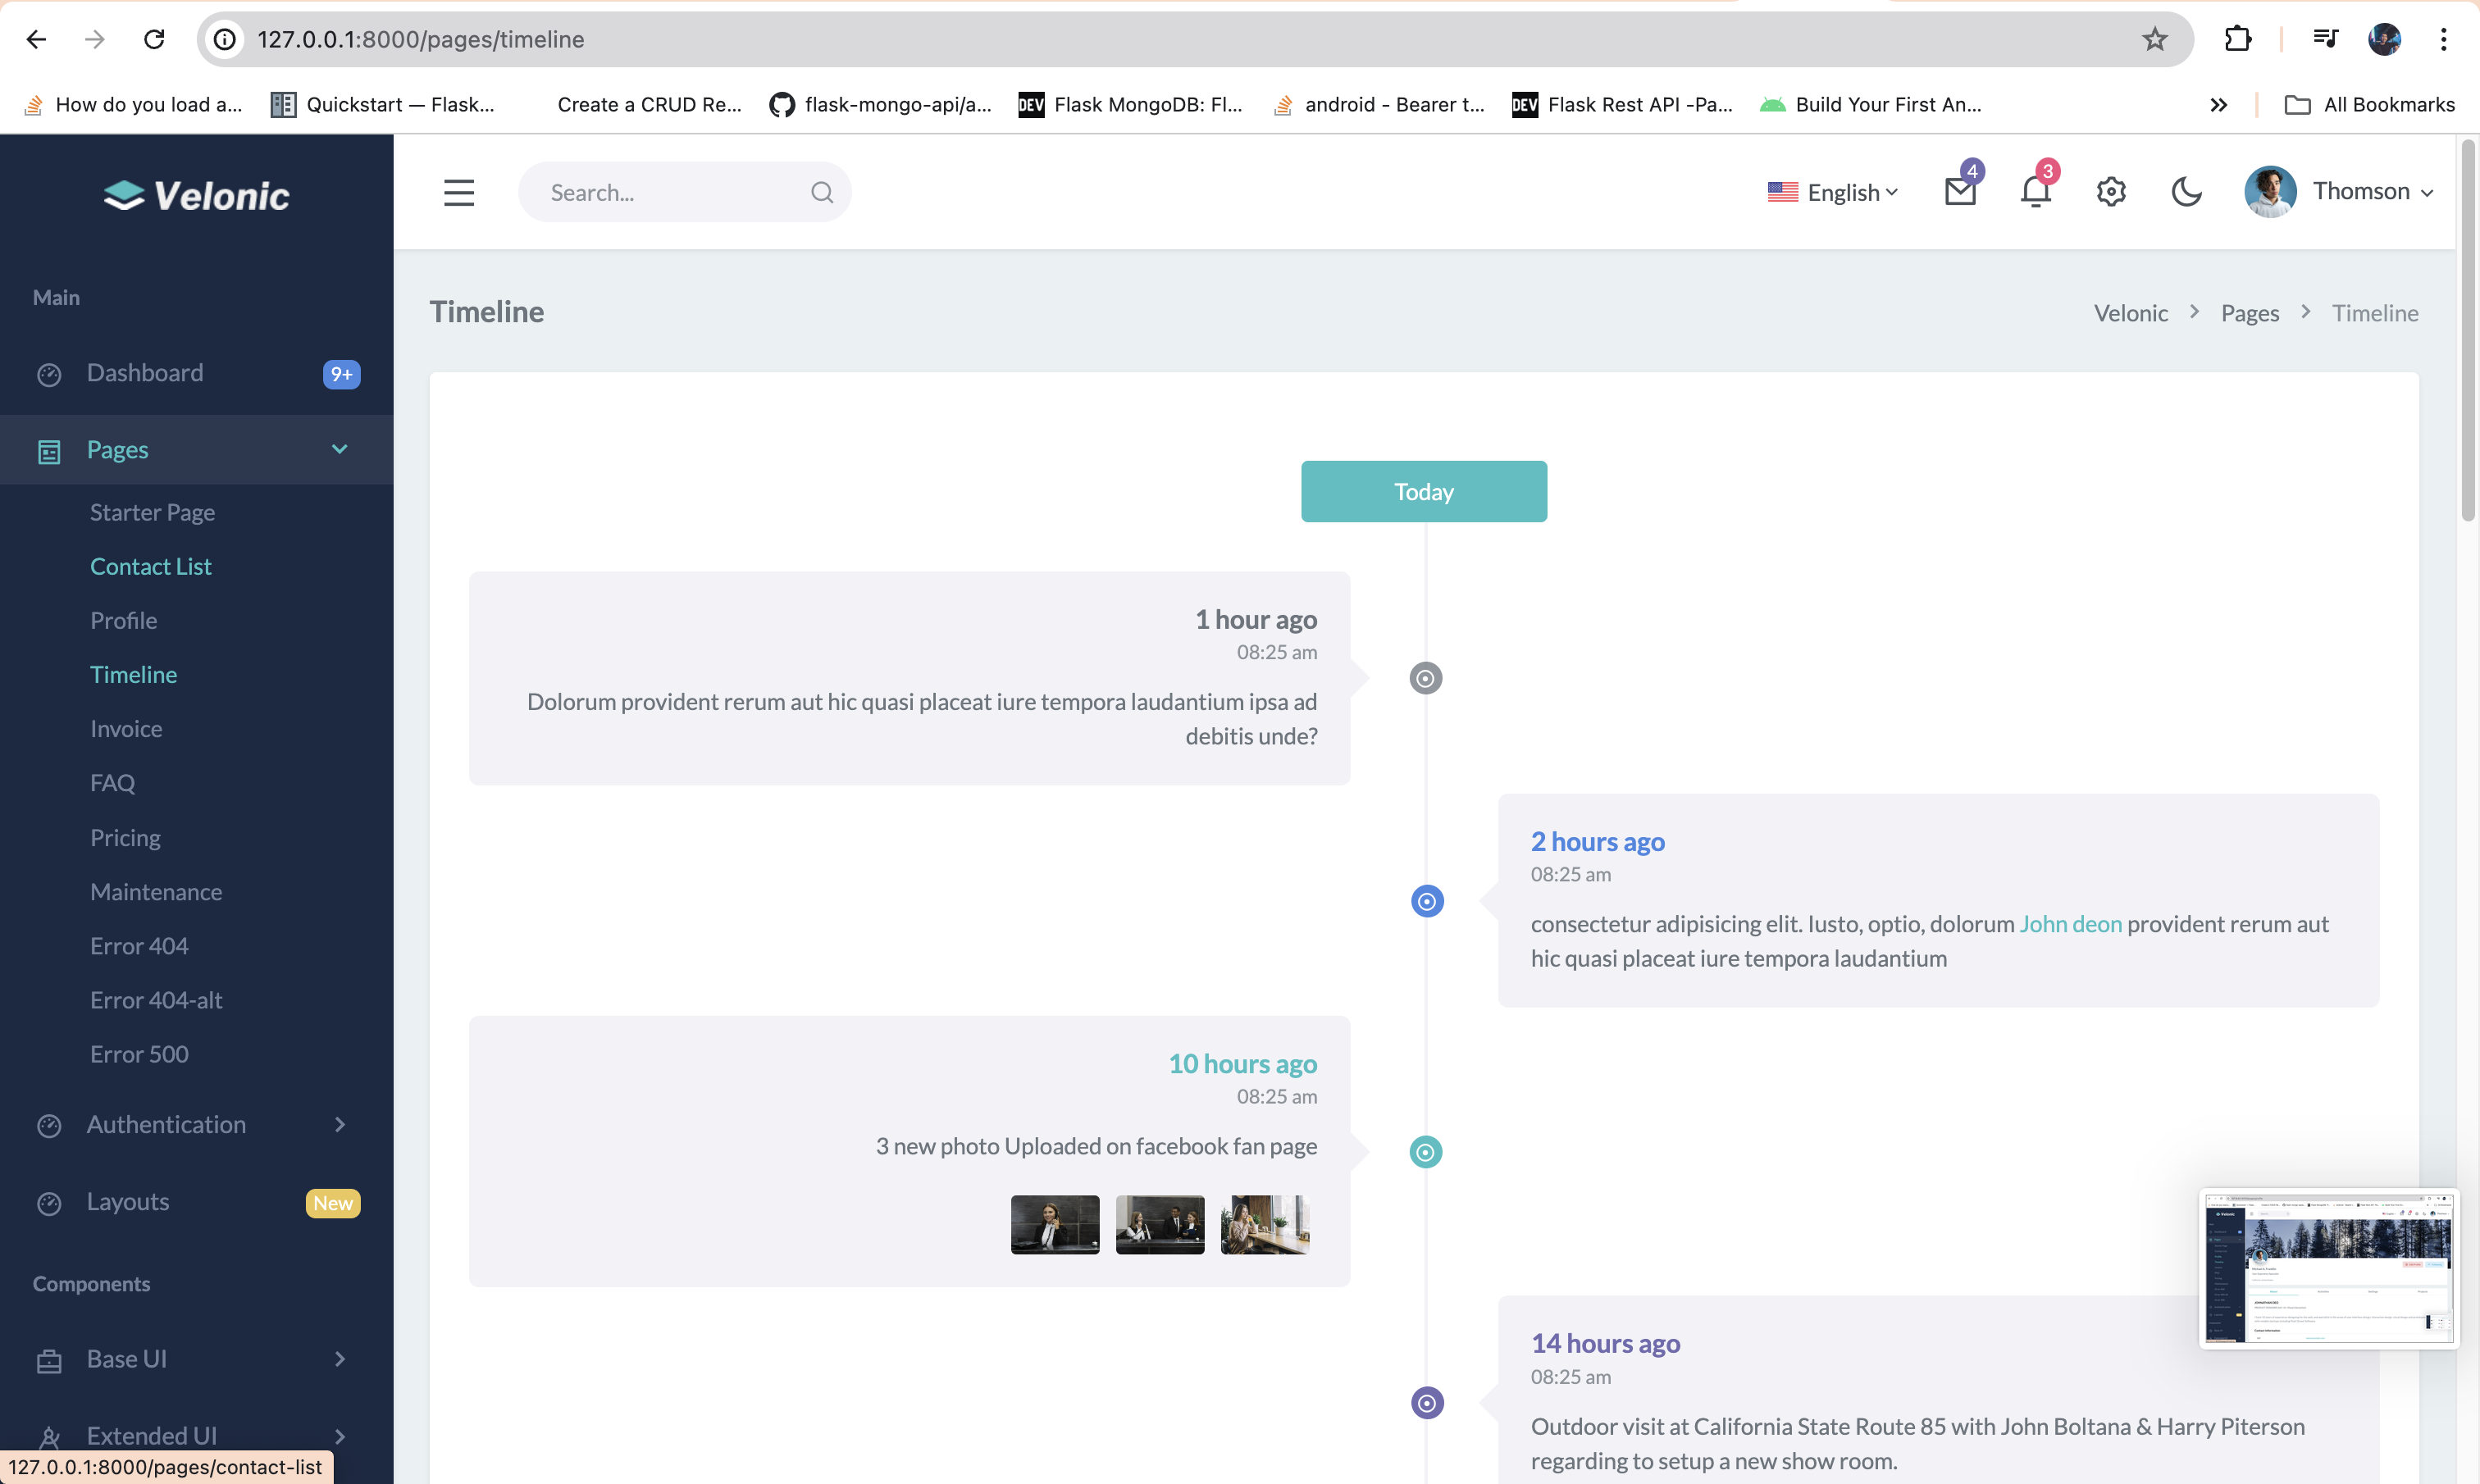 127.0.0.1:8000/pages/timeline
How do you load a...
Quickstart — Flask...
Create a CRUD Re...
flask-mongo-api/a...
DEV
Flask MongoDB: Fl...
android - Bearer t...
DEV
Flask Rest API -Pa...
Build Your First An...
All Bookmarks
Velonic
Search...
English
4
3
Thomson
Main
Dashboard
9+
Pages
Starter Page
Contact List
Profile
Timeline
Invoice
FAQ
Pricing
Maintenance
Error 404
Error 404-alt
Error 500
Authentication
Layouts
New
Components
Base UI
Extended UI
127.0.0.1:8000/pages/contact-list
Timeline
Velonic > Pages > Timeline
Today
1 hour ago
08:25 am
Dolorum provident rerum aut hic quasi placeat iure tempora laudantium ipsa ad
debitis unde?
2 hours ago
08:25 am
consectetur adipisicing elit. Iusto, optio, dolorum John deon provident rerum aut
hic quasi placeat iure tempora laudantium
10 hours ago
08:25 am
3 new photo Uploaded on facebook fan page
14 hours ago
08:25 am
Outdoor visit at California State Route 85 with John Boltana & Harry Piterson
regarding to setup a new show room.